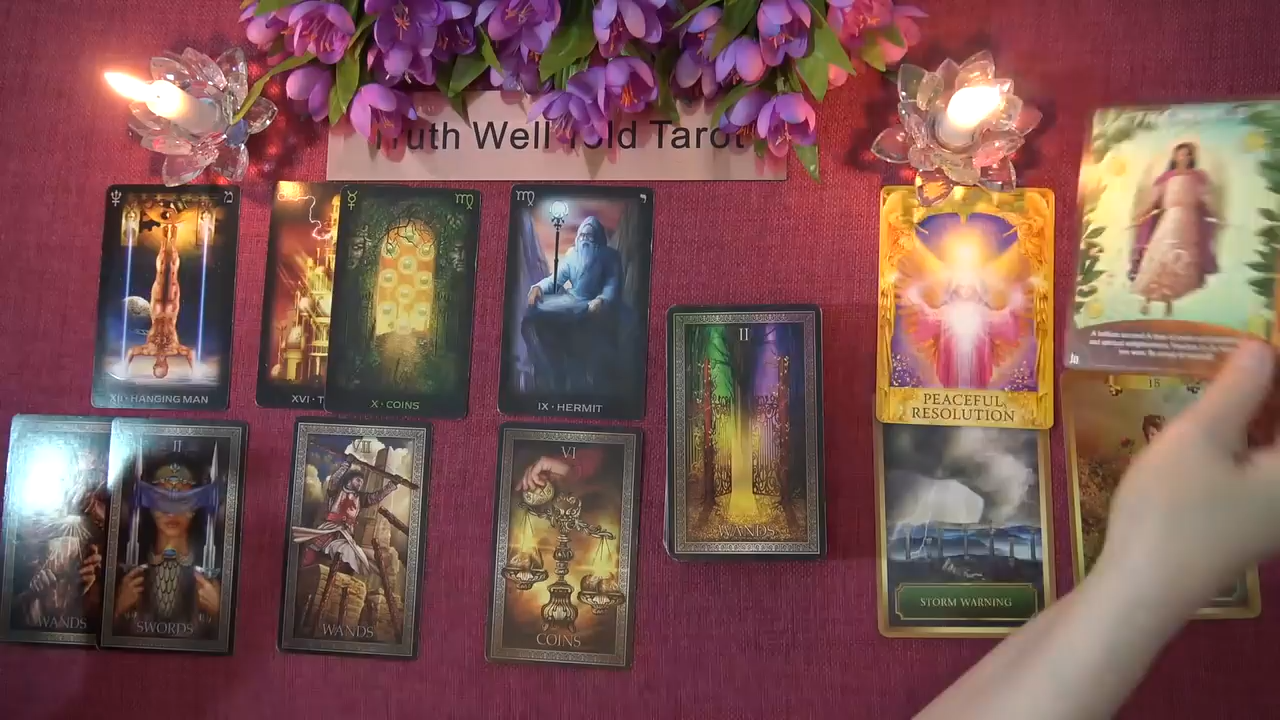 Truth Well Told Tarot
XII · HANGING MAN
XVI · T
X · COINS
IX · HERMIT
II
WANDS
PEACEFUL
RESOLUTION
WANDS
II
SWORDS
VII
WANDS
VI
COINS
STORM WARNING